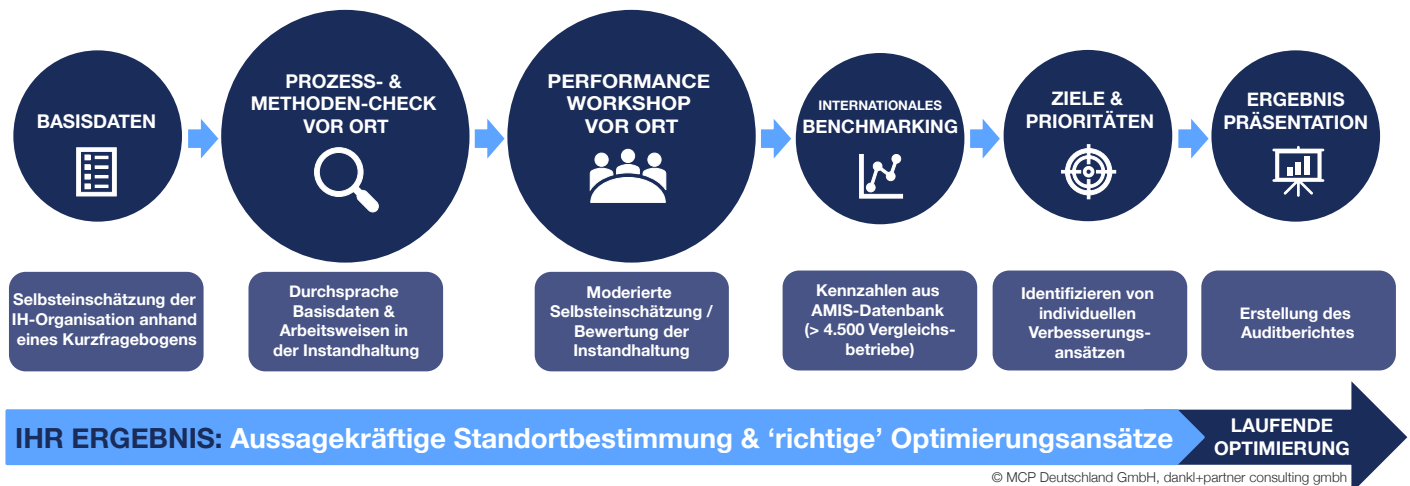 BASISDATEN
PROZESS- &
METHODEN-CHECK
VOR ORT
PERFORMANCE
WORKSHOP
VOR ORT
INTERNATIONALES
BENCHMARKING
ZIELE &
PRIORITÄTEN
ERGEBNIS
PRÄSENTATION
Selbsteinschätzung der
IH-Organisation anhand
eines Kurzfragebogens
Durchsprache
Basisdaten &
Arbeitsweisen in
der Instandhaltung
Moderierte
Selbsteinschätzung /
Bewertung der
Instandhaltung
Kennzahlen aus
AMIS-Datenbank
(> 4.500 Vergleichs-
betriebe)
Identifizieren von
individuellen
Verbesserungs-
ansätzen
Erstellung des
Auditberichtes
IHR ERGEBNIS: Aussagekräftige Standortbestimmung & ‘richtige’ Optimierungsansätze
LAUFENDE
OPTIMIERUNG
© MCP Deutschland GmbH, dankl+partner consulting gmbh